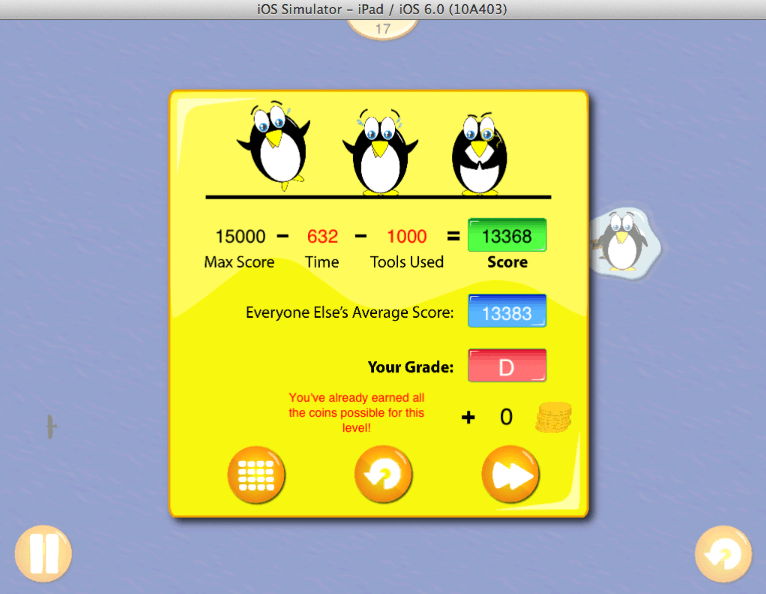 iOS Simulator – iPad / iOS 6.0 (10A403)
17
15000 – 632 – 1000 = 13368
Max Score Time Tools Used Score
Everyone Else's Average Score: 13383
Your Grade: D
You've already earned all
the coins possible for this
level!
+ 0